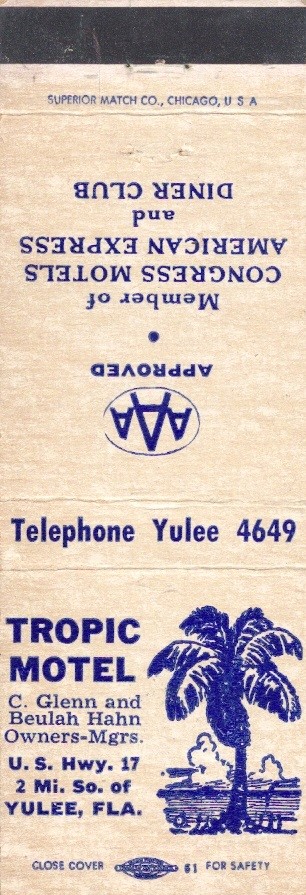 SUPERIOR MATCH CO., CHICAGO, U S A
AAA
APPROVED
•
Member of
CONGRESS MOTELS
AMERICAN EXPRESS
and
DINER CLUB
Telephone Yulee 4649
TROPIC
MOTEL
C. Glenn and
Beulah Hahn
Owners-Mgrs.
U. S. Hwy. 17
2 Mi. So. of
YULEE, FLA.
CLOSE COVER 61 FOR SAFETY